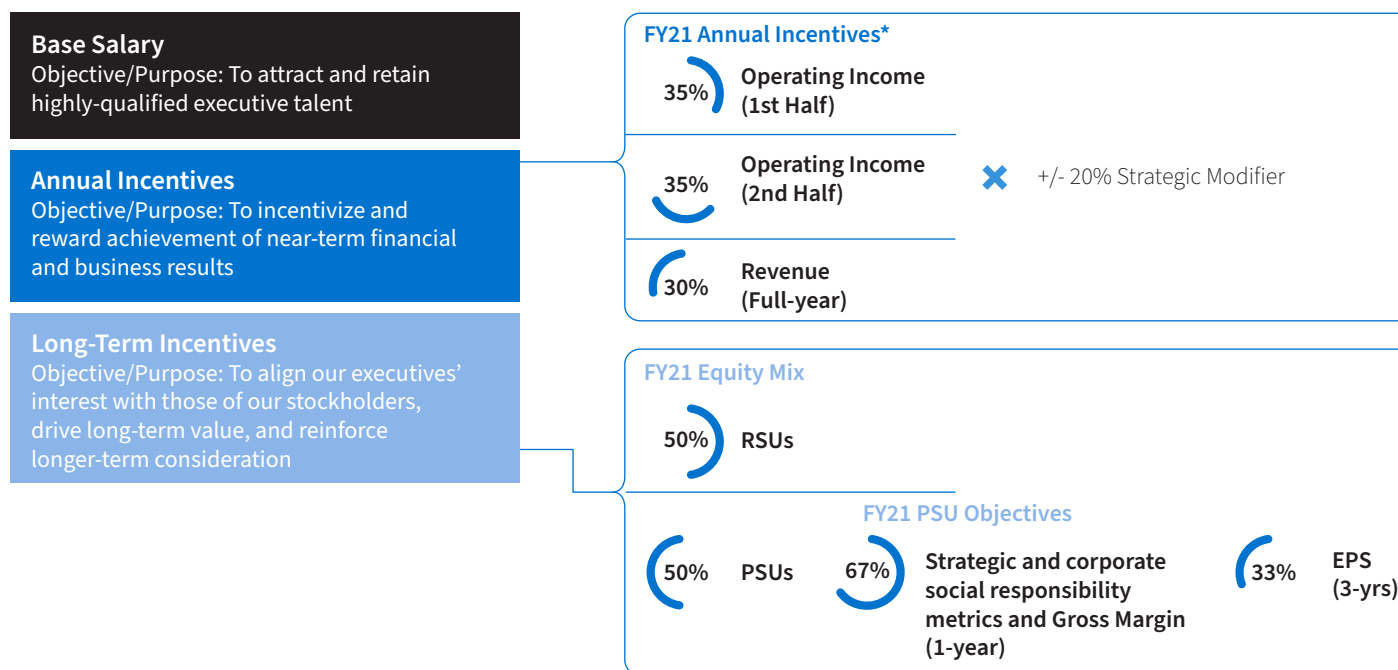 Base Salary
Objective/Purpose: To attract and retain
highly-qualified executive talent
Annual Incentives
Objective/Purpose: To incentivize and
reward achievement of near-term financial
and business results
Long-Term Incentives
Objective/Purpose: To align our executives’
interest with those of our stockholders,
drive long-term value, and reinforce
longer-term consideration
FY21 Annual Incentives*
35%
Operating Income
(1st Half)
35%
Operating Income
(2nd Half)
+/- 20% Strategic Modifier
30%
Revenue
(Full-year)
FY21 Equity Mix
50%
RSUs
FY21 PSU Objectives
50%
PSUs
67%
Strategic and corporate
social responsibility
metrics and Gross Margin
(1-year)
33%
EPS
(3-yrs)